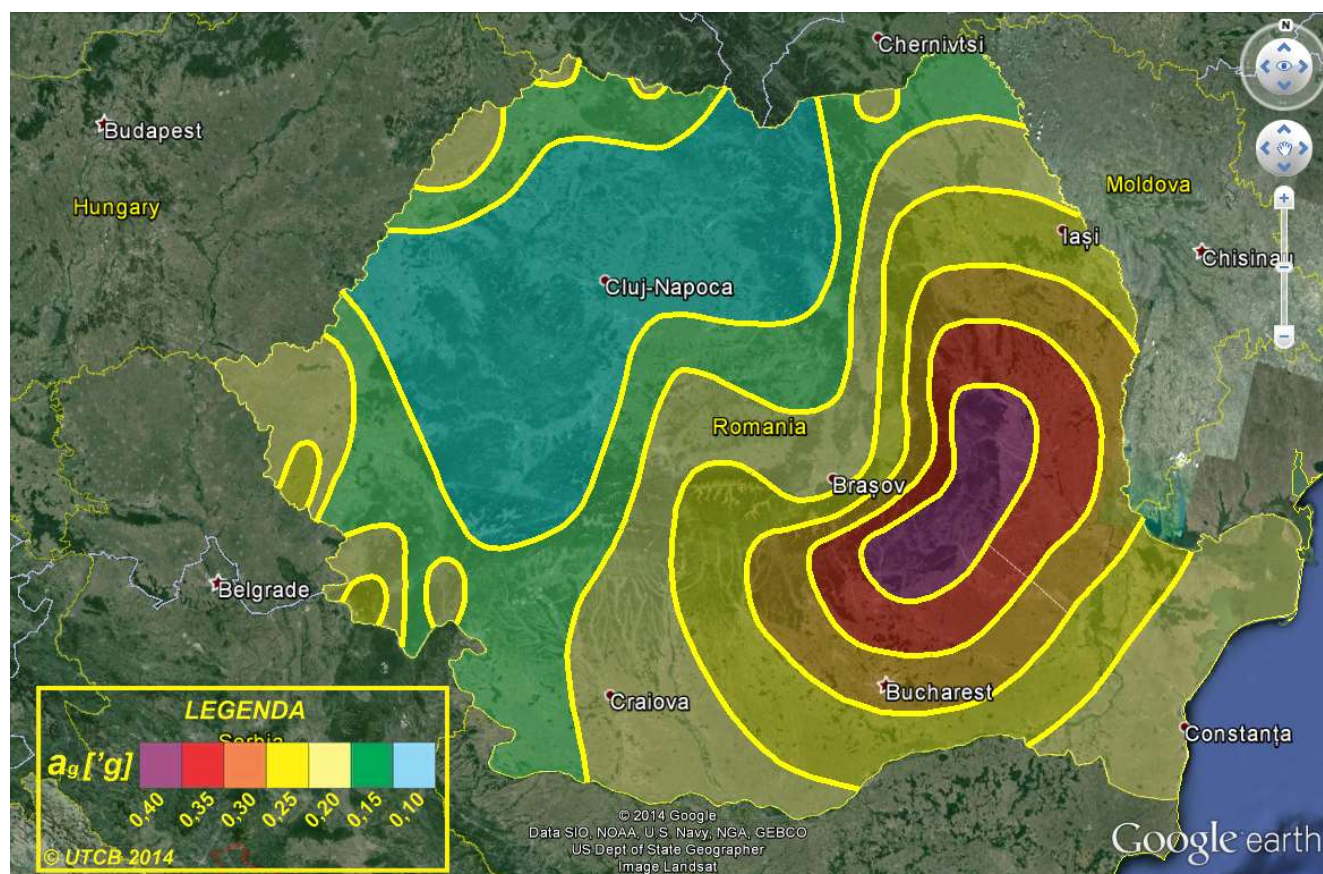 N
Chernivtsi
Budapest
Hungary
Moldova
Iași
Chisinau
Cluj-Napoca
Romania
Brașov
Belgrade
Craiova
Bucharest
Constanța
LEGENDA
Serbia
ag ['g]
0,40 0,35 0,30 0,25 0,20 0,15 0,10
© UTCB 2014
© 2014 Google
Data SIO, NOAA, U.S. Navy, NGA, GEBCO
US Dept of State Geographer
Image Landsat
Google earth